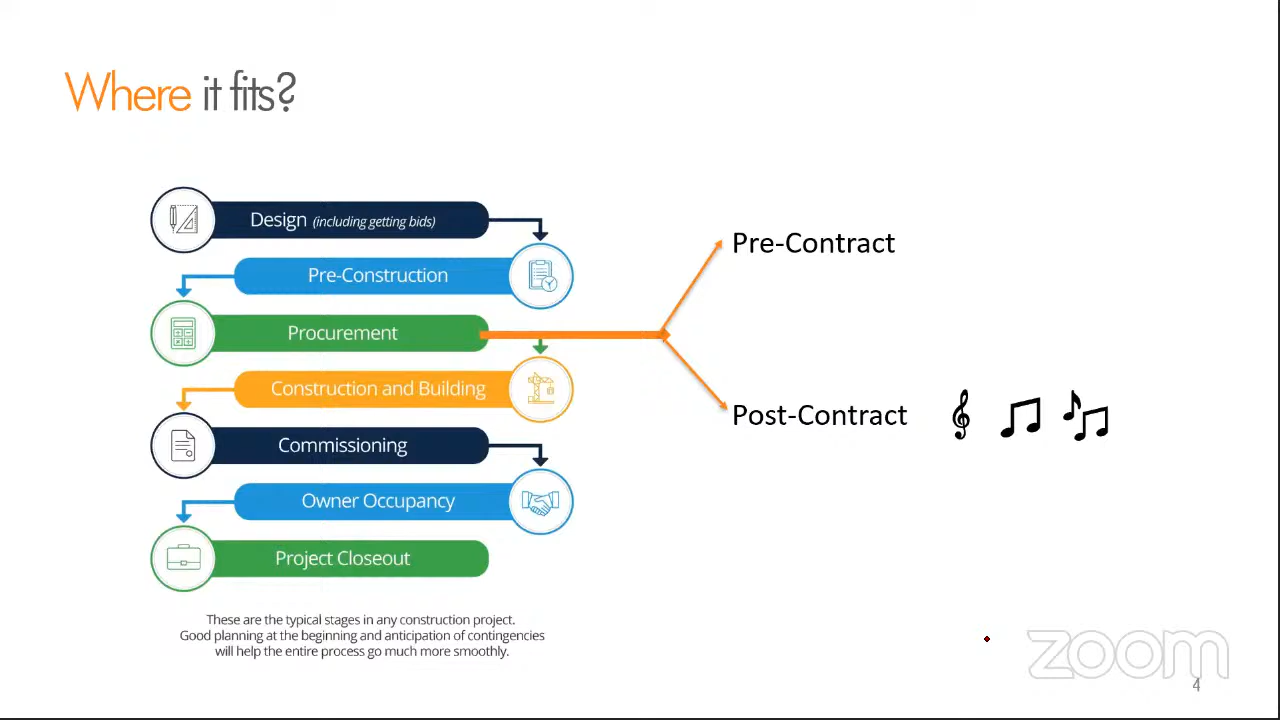 Where it fits?
Design (including getting bids)
Pre-Construction
Procurement
Construction and Building
Commissioning
Owner Occupancy
Project Closeout
These are the typical stages in any construction project.
Good planning at the beginning and anticipation of contingencies
will help the entire process go much more smoothly.
Pre-Contract
Post-Contract
zoom
4